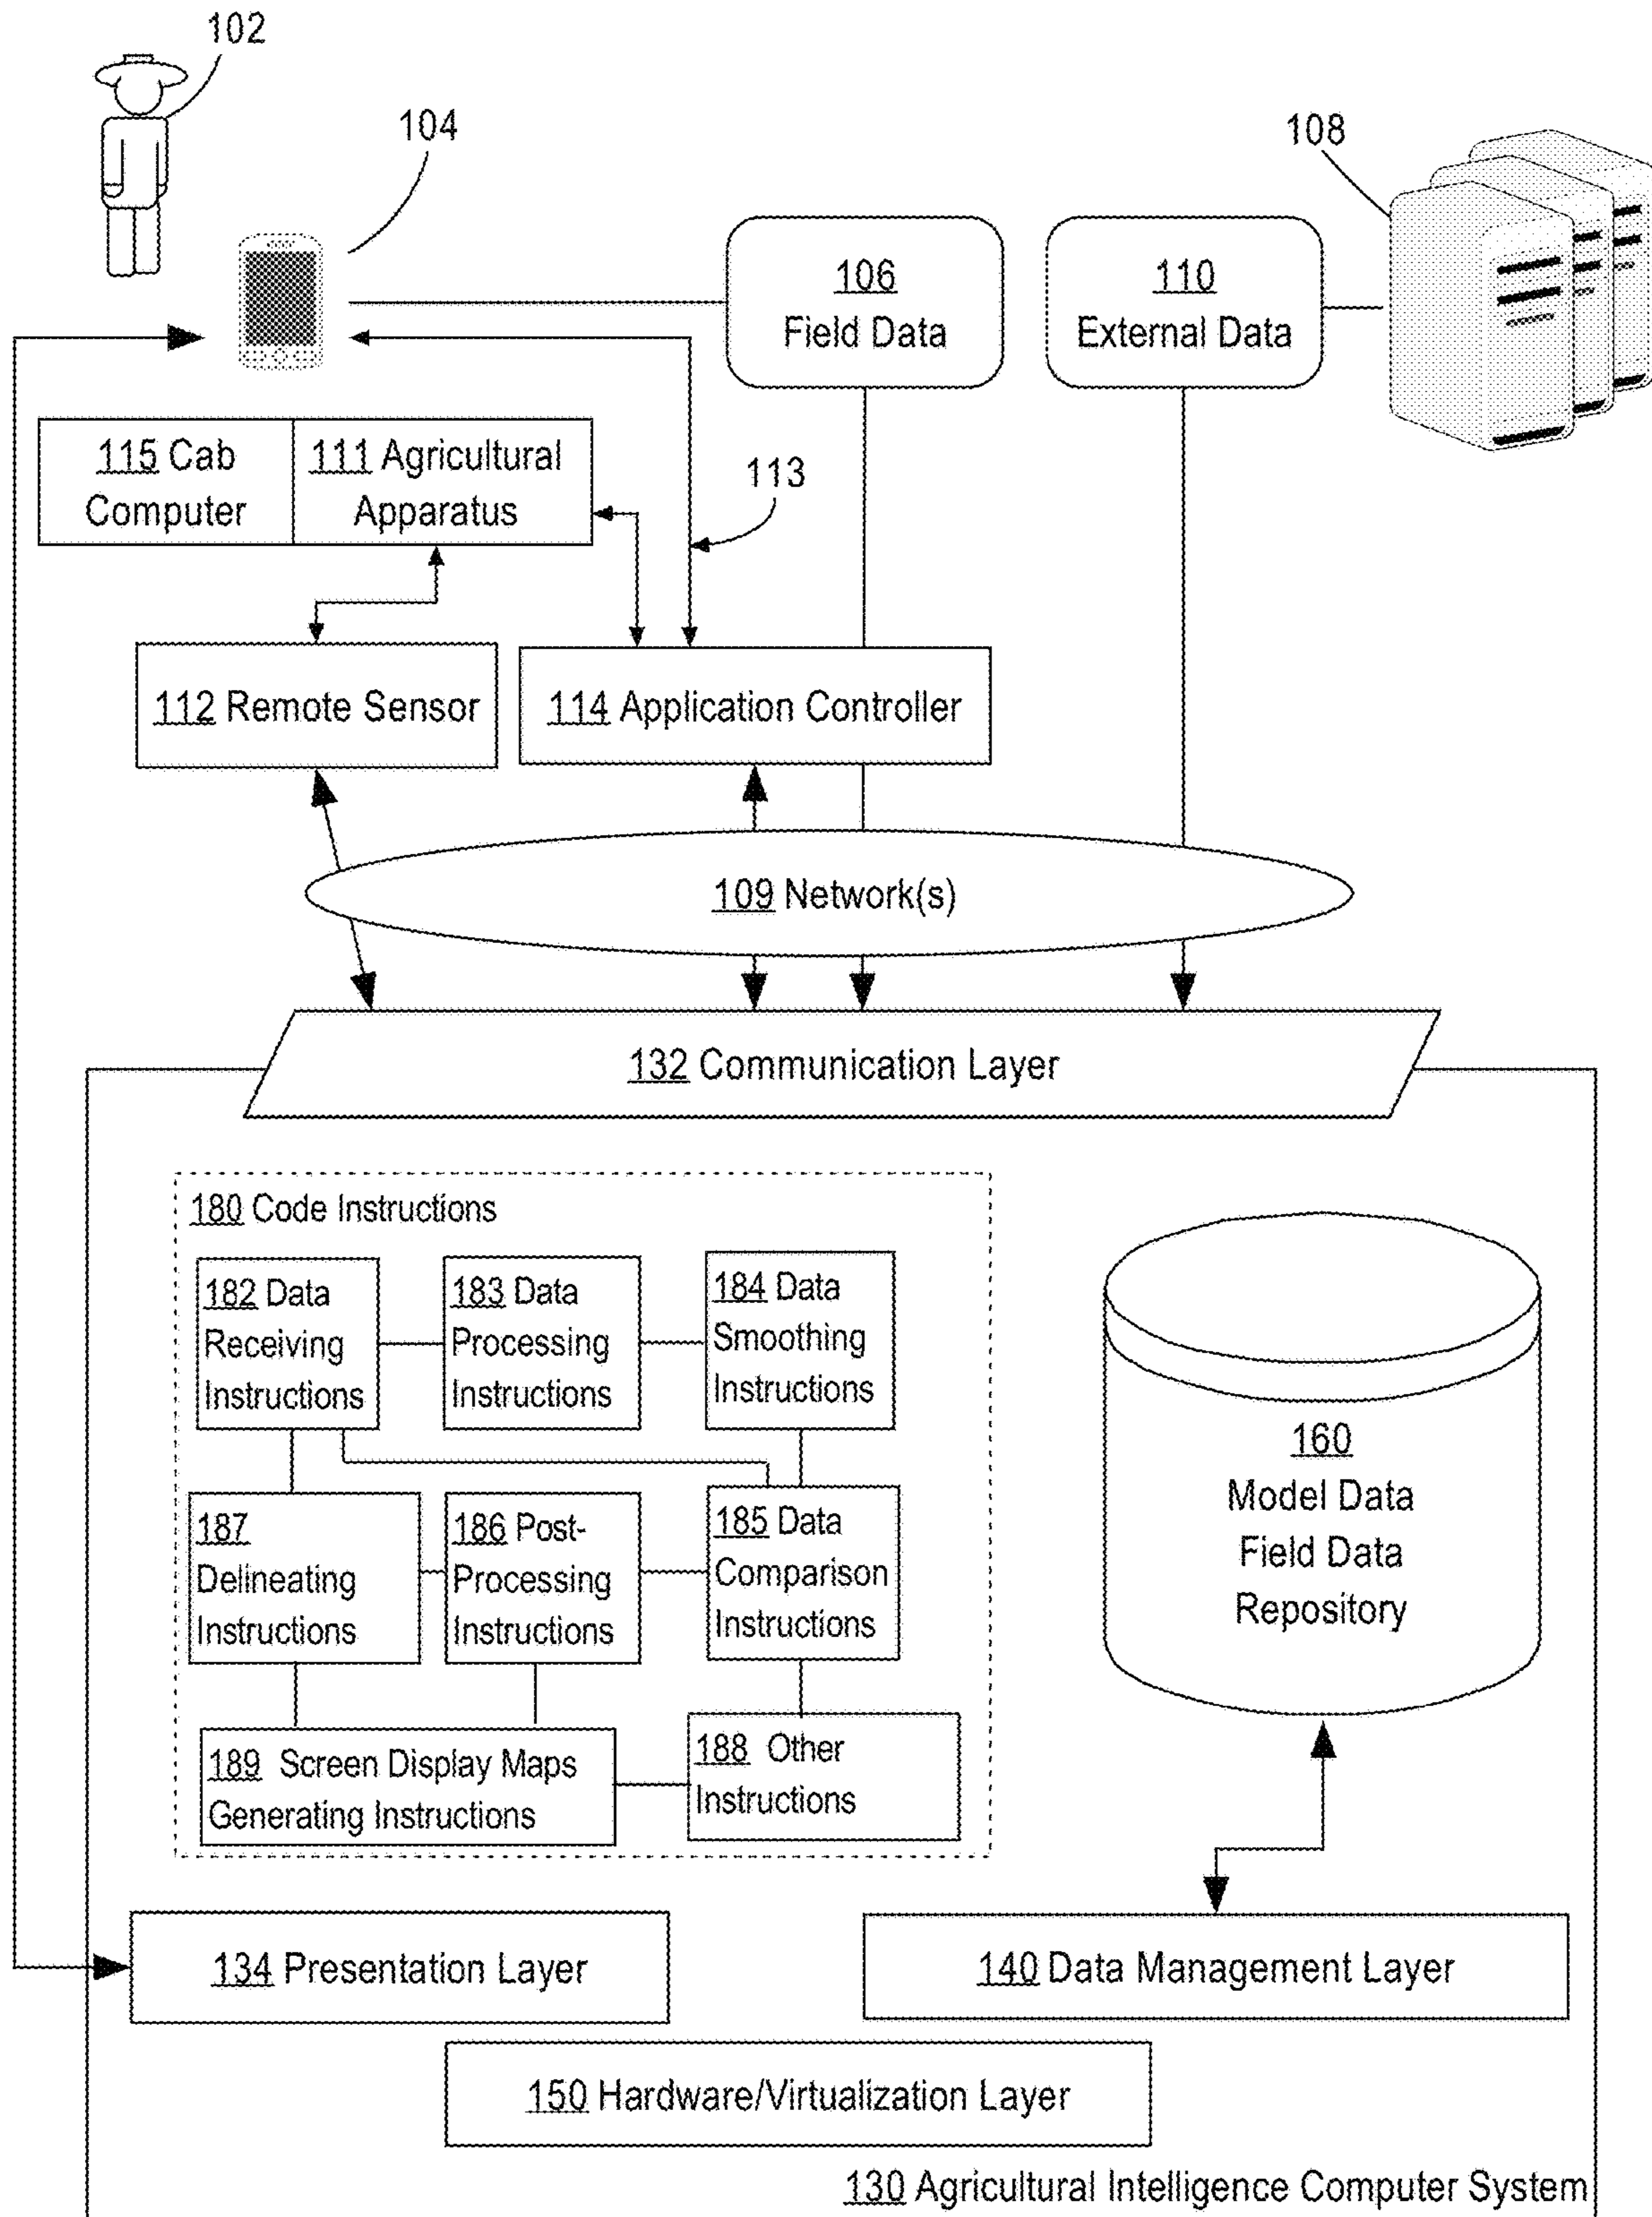 102
104
108
106
Field Data
110
External Data
115 Cab
Computer
111 Agricultural
Apparatus
113
112 Remote Sensor
114 Application Controller
109 Network(s)
132 Communication Layer
180 Code Instructions
182 Data
Receiving
Instructions
183 Data
Processing
Instructions
184 Data
Smoothing
Instructions
187
Delineating
Instructions
186 Post-
Processing
Instructions
185 Data
Comparison
Instructions
189 Screen Display Maps
Generating Instructions
188 Other
Instructions
160
Model Data
Field Data
Repository
134 Presentation Layer
140 Data Management Layer
150 Hardware/Virtualization Layer
130 Agricultural Intelligence Computer System